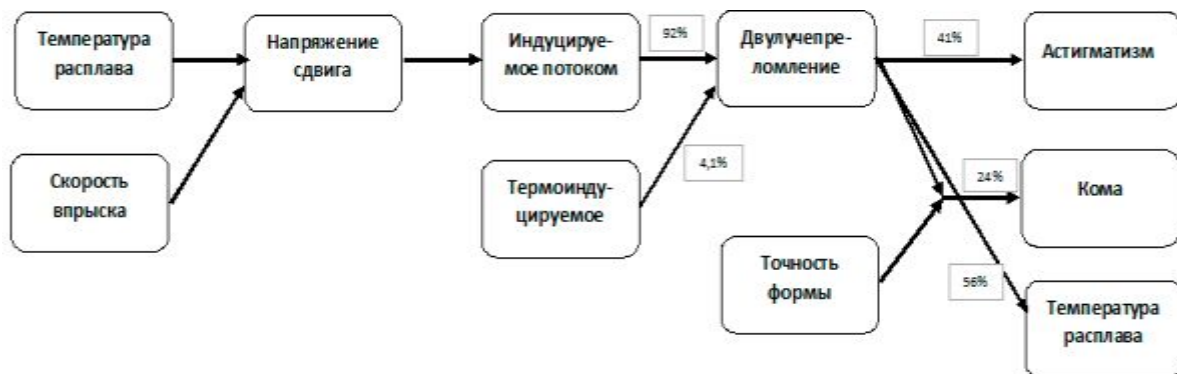 Температура
расплава
Напряжение
сдвига
Индуцируе-
мое потоком
92%
Двулучепре-
ломление
41%
Астигматизм
Скорость
впрыска
Термоинду-
цируемое
4,1%
24%
Кома
Точность
формы
56%
Температура
расплава